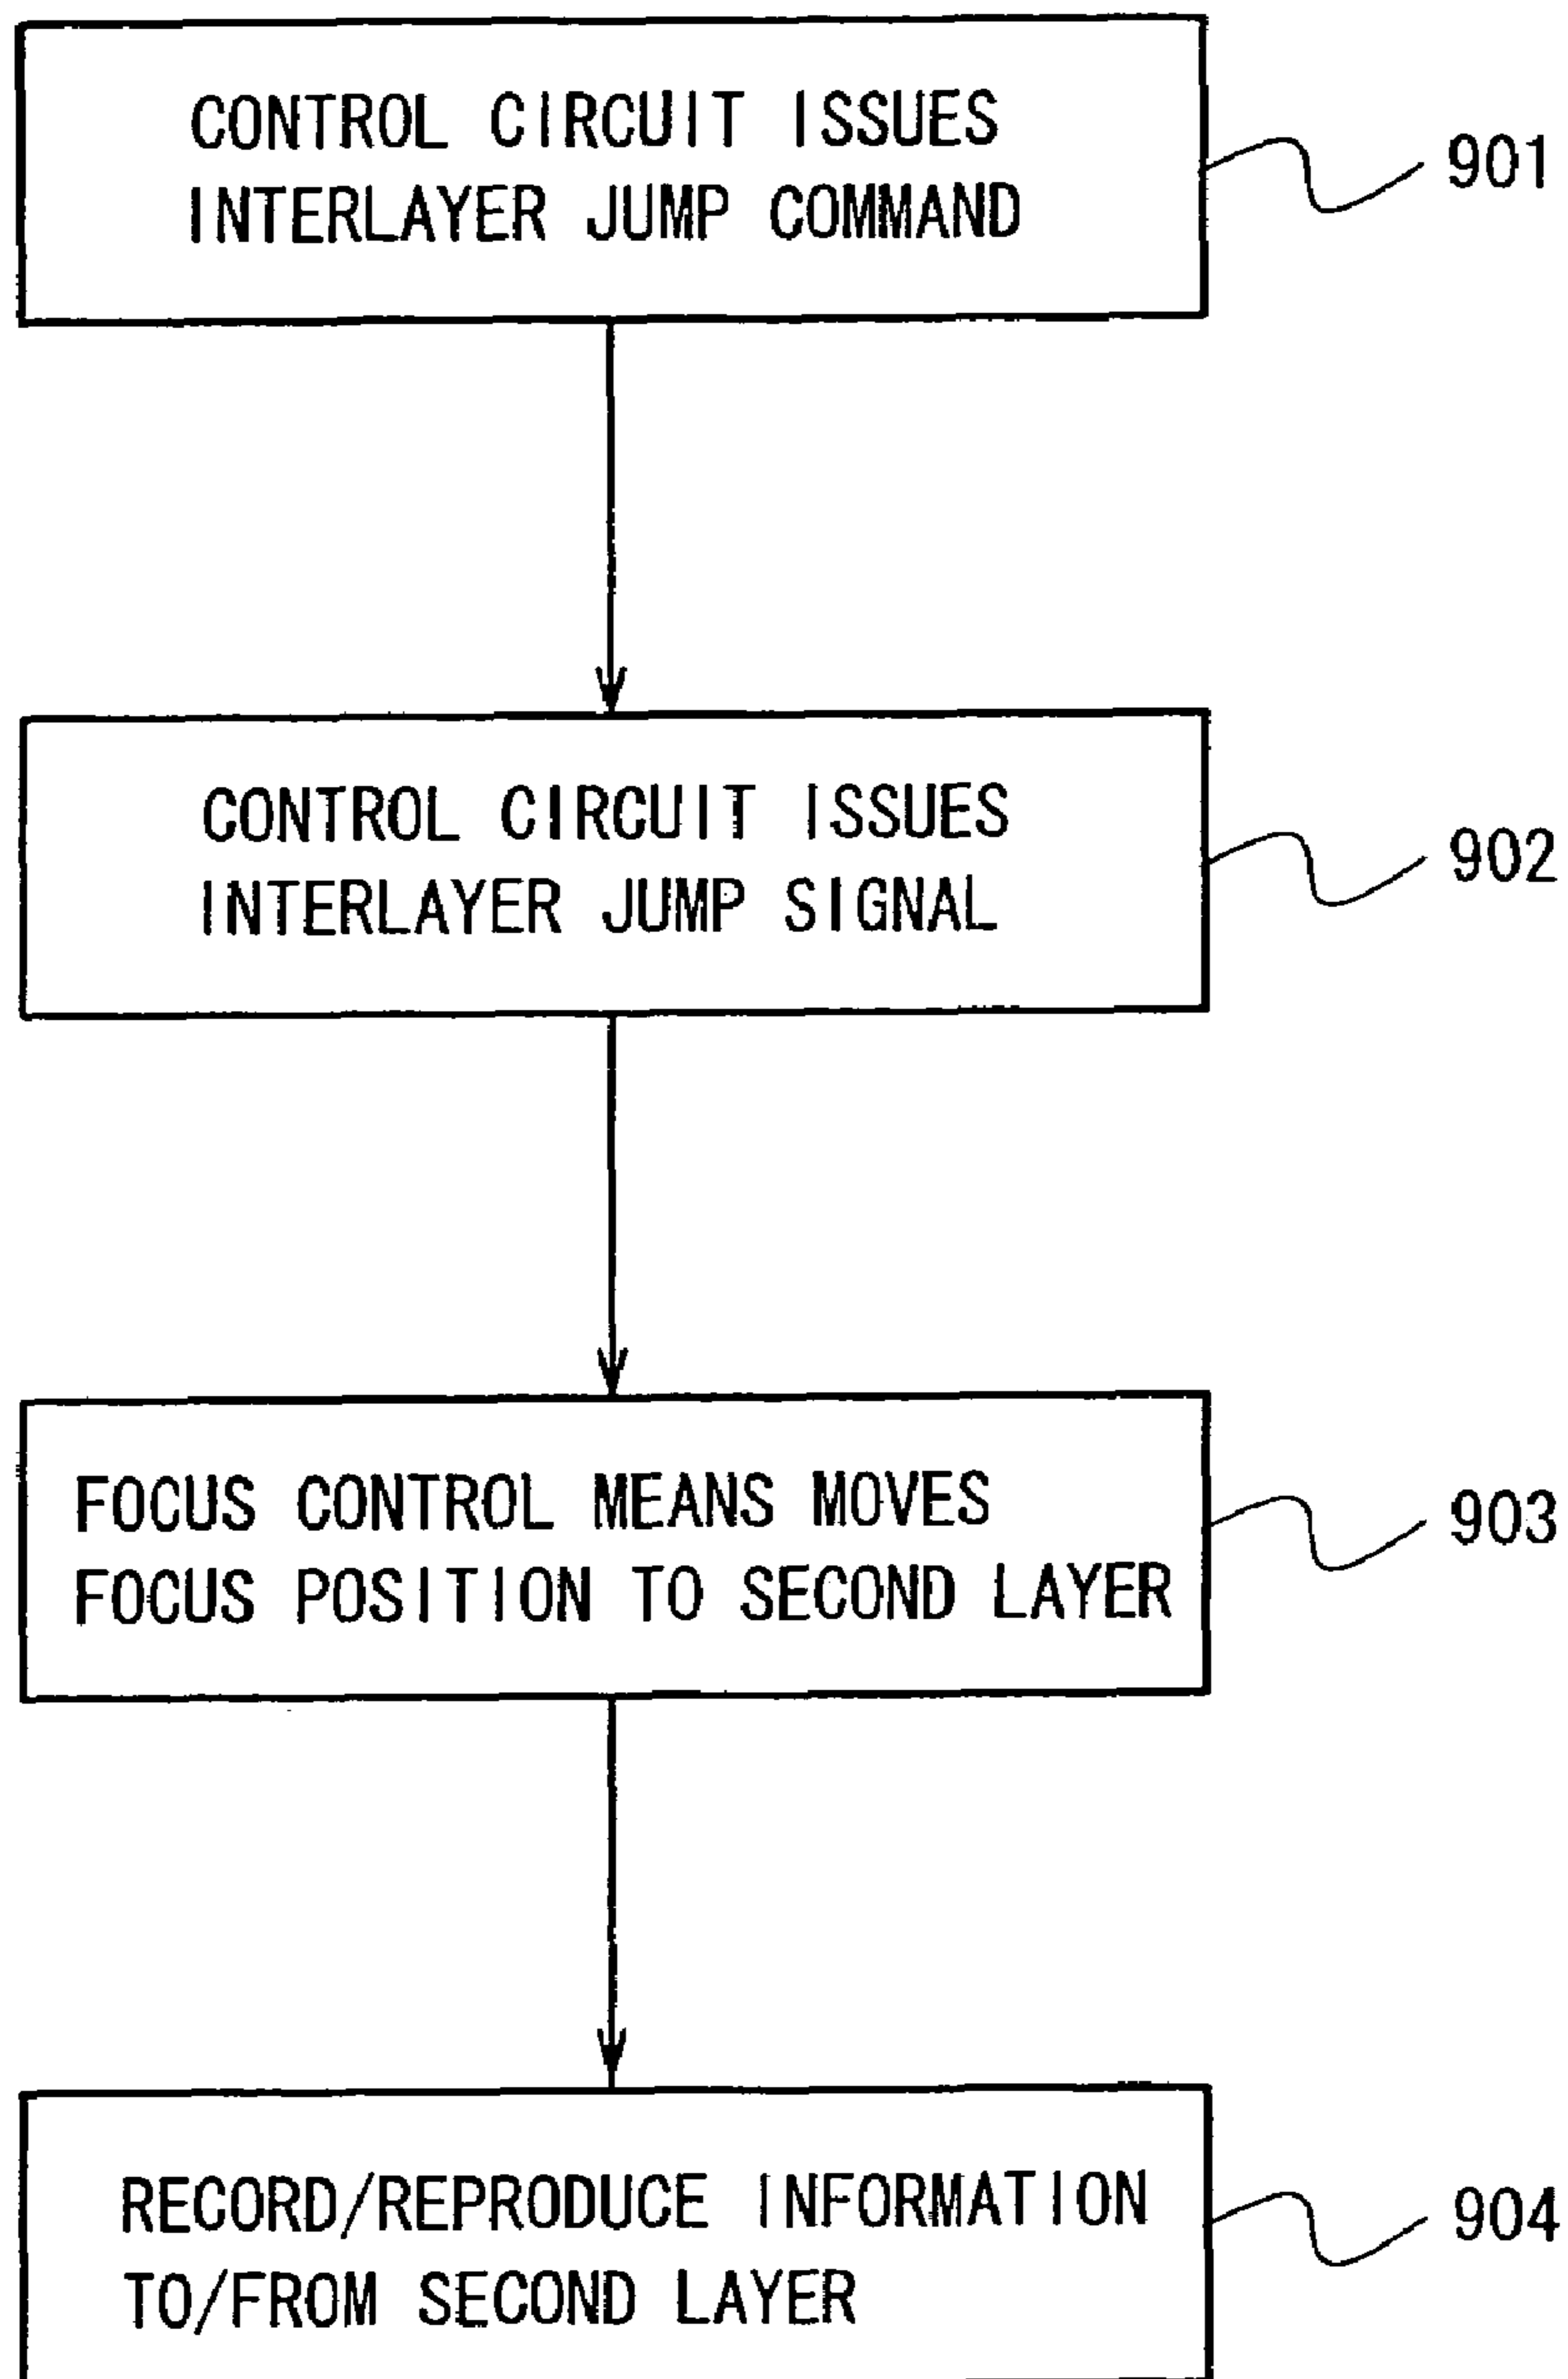 CONTROL CIRCUIT ISSUES
INTERLAYER JUMP COMMAND
901
CONTROL CIRCUIT ISSUES
INTERLAYER JUMP SIGNAL
902
FOCUS CONTROL MEANS MOVES
FOCUS POSITION TO SECOND LAYER
903
RECORD/REPRODUCE INFORMATION
TO/FROM SECOND LAYER
904